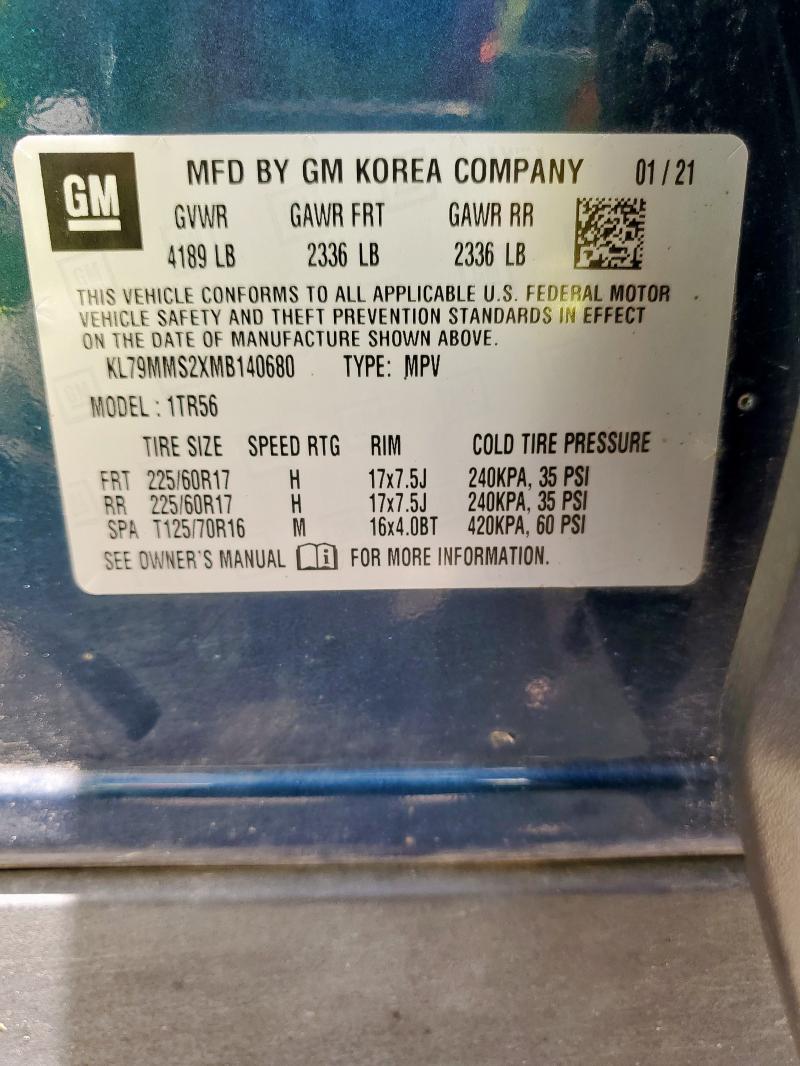 GM
MFD BY GM KOREA COMPANY 01 / 21
GVWR GAWR FRT GAWR RR
4189 LB 2336 LB 2336 LB
THIS VEHICLE CONFORMS TO ALL APPLICABLE U.S. FEDERAL MOTOR
VEHICLE SAFETY AND THEFT PREVENTION STANDARDS IN EFFECT
ON THE DATE OF MANUFACTURE SHOWN ABOVE.
KL79MMS2XMB140680 TYPE: MPV
MODEL : 1TR56
TIRE SIZE SPEED RTG RIM COLD TIRE PRESSURE
FRT 225/60R17 H 17x7.5J 240KPA, 35 PSI
RR 225/60R17 H 17x7.5J 240KPA, 35 PSI
SPA T125/70R16 M 16x4.0BT 420KPA, 60 PSI
SEE OWNER'S MANUAL i FOR MORE INFORMATION.